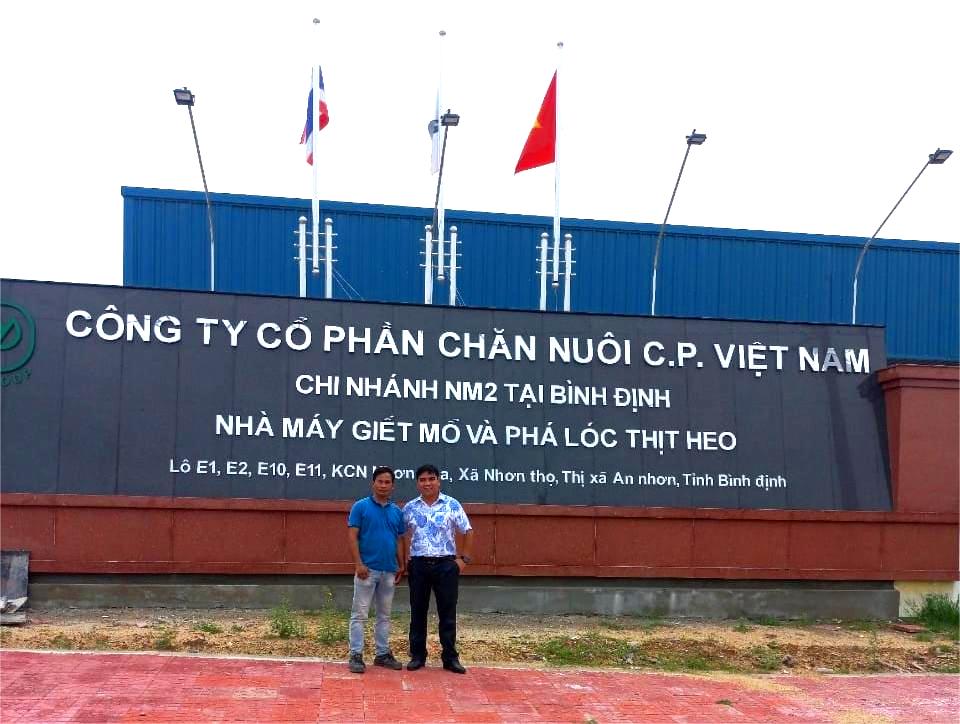 CÔNG TY CỔ PHẦN CHĂN NUÔI C.P. VIỆT NAM
CHI NHÁNH NM2 TẠI BÌNH ĐỊNH
NHÀ MÁY GIẾT MỔ VÀ PHÁ LÓC THỊT HEO
Lô E1, E2, E10, E11, KCN Xã Nhơn thọ, Thị xã An nhơn, Tỉnh Bình định